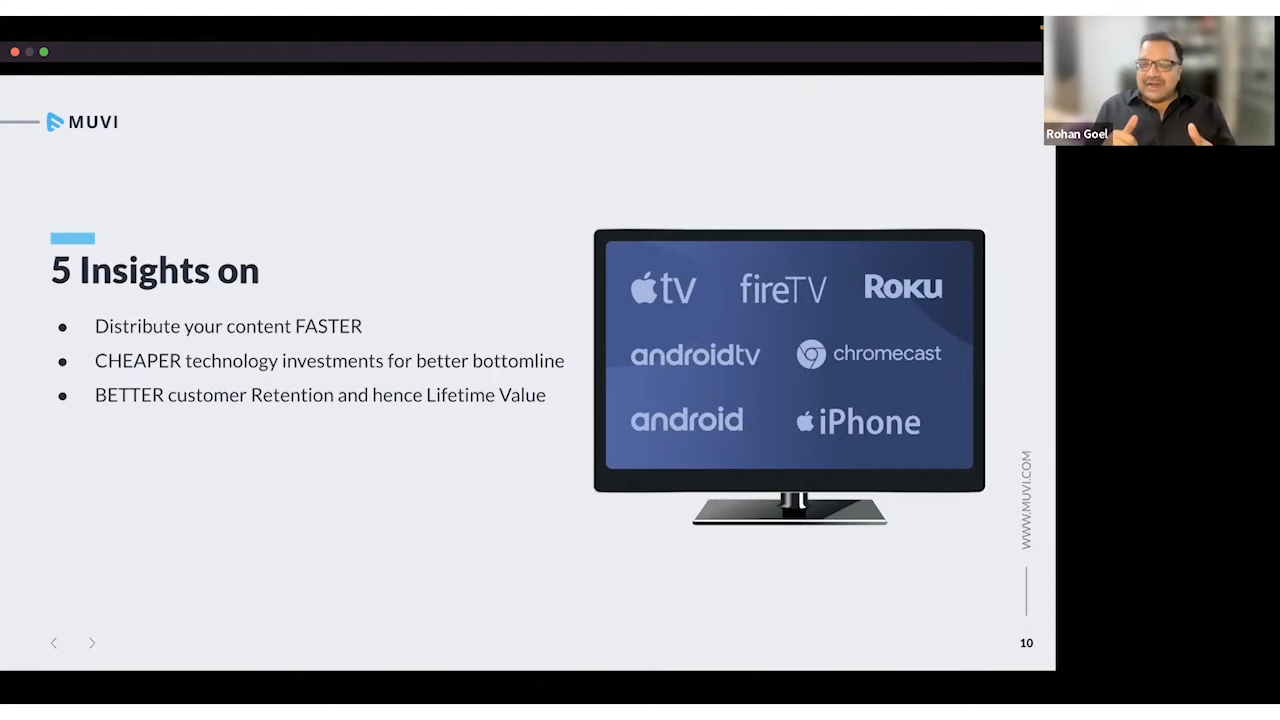 MUVI
Rohan Goel
5 Insights on
● Distribute your content FASTER
● CHEAPER technology investments for better bottomline
● BETTER customer Retention and hence Lifetime Value
tv fireTV ROKU
androidtv chromecast
android iPhone
WWW.MUVI.COM
10